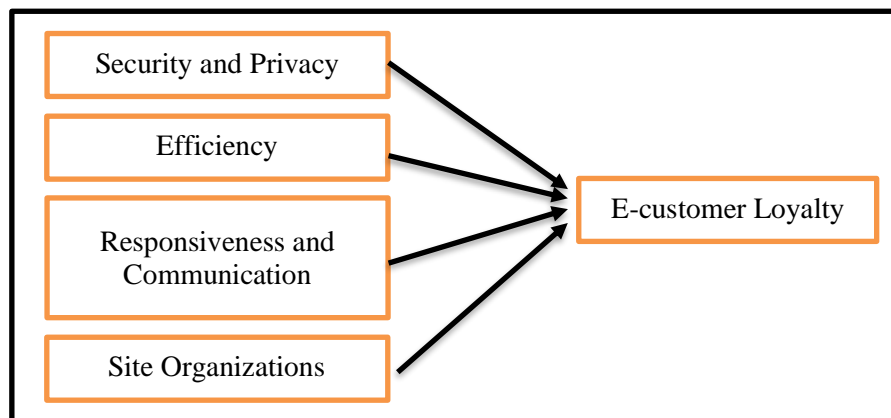 Security and Privacy
Efficiency
Responsiveness and
Communication
Site Organizations
E-customer Loyalty